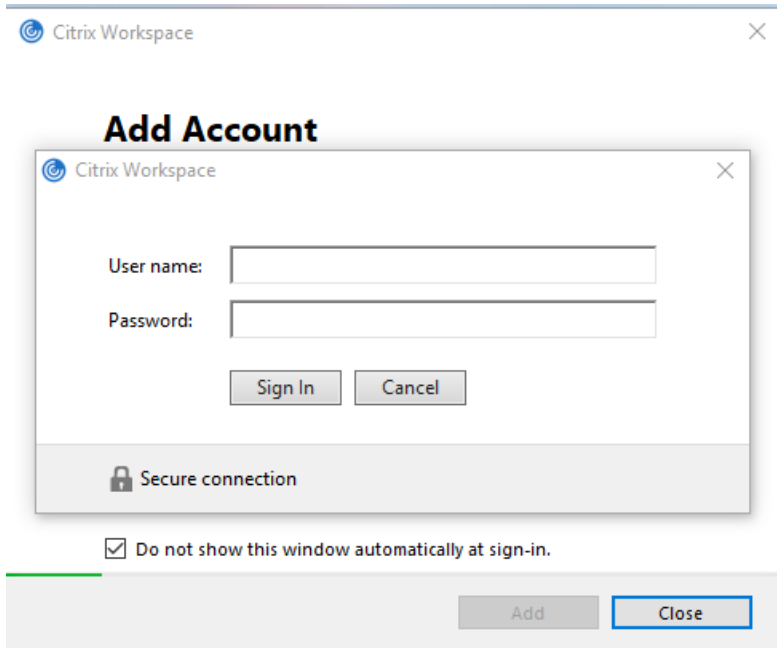 Citrix Workspace
Add Account
Citrix Workspace
User name:
Password:
Sign In Cancel
Secure connection
Do not show this window automatically at sign-in.
Add Close